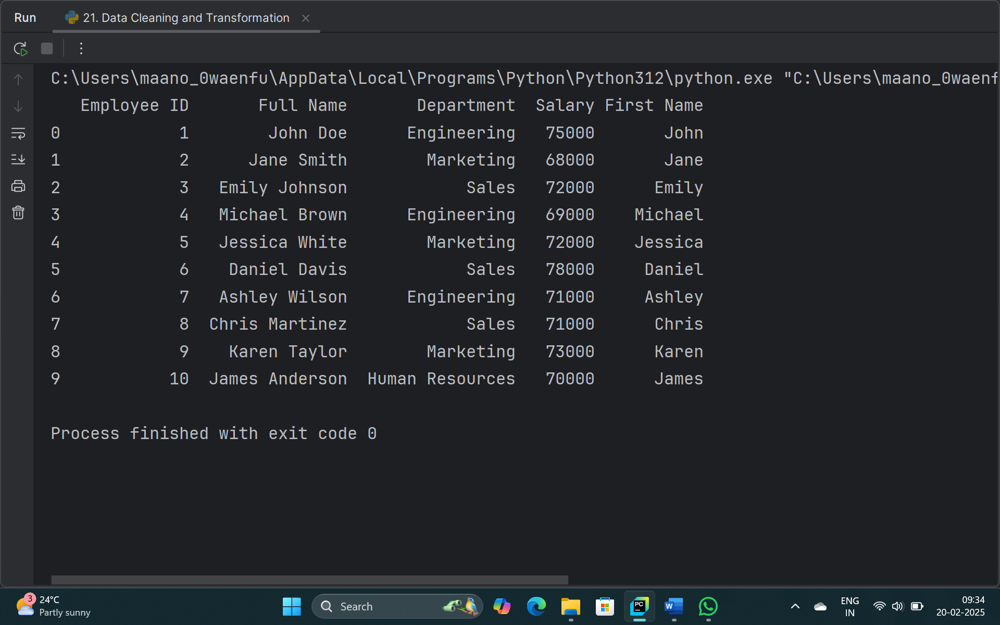 Run 21. Data Cleaning and Transformation
C:\Users\maano_0waenfu\AppData\Local\Programs\Python\Python312\python.exe "C:\Users\maano_0waenf
Employee ID Full Name Department Salary First Name
0 1 John Doe Engineering 75000 John
1 2 Jane Smith Marketing 68000 Jane
2 3 Emily Johnson Sales 72000 Emily
3 4 Michael Brown Engineering 69000 Michael
4 5 Jessica White Marketing 72000 Jessica
5 6 Daniel Davis Sales 78000 Daniel
6 7 Ashley Wilson Engineering 71000 Ashley
7 8 Chris Martinez Sales 71000 Chris
8 9 Karen Taylor Marketing 73000 Karen
9 10 James Anderson Human Resources 70000 James
Process finished with exit code 0
3
24°C
Partly sunny
Search
PC
W
ENG
IN
09:34
20-02-2025